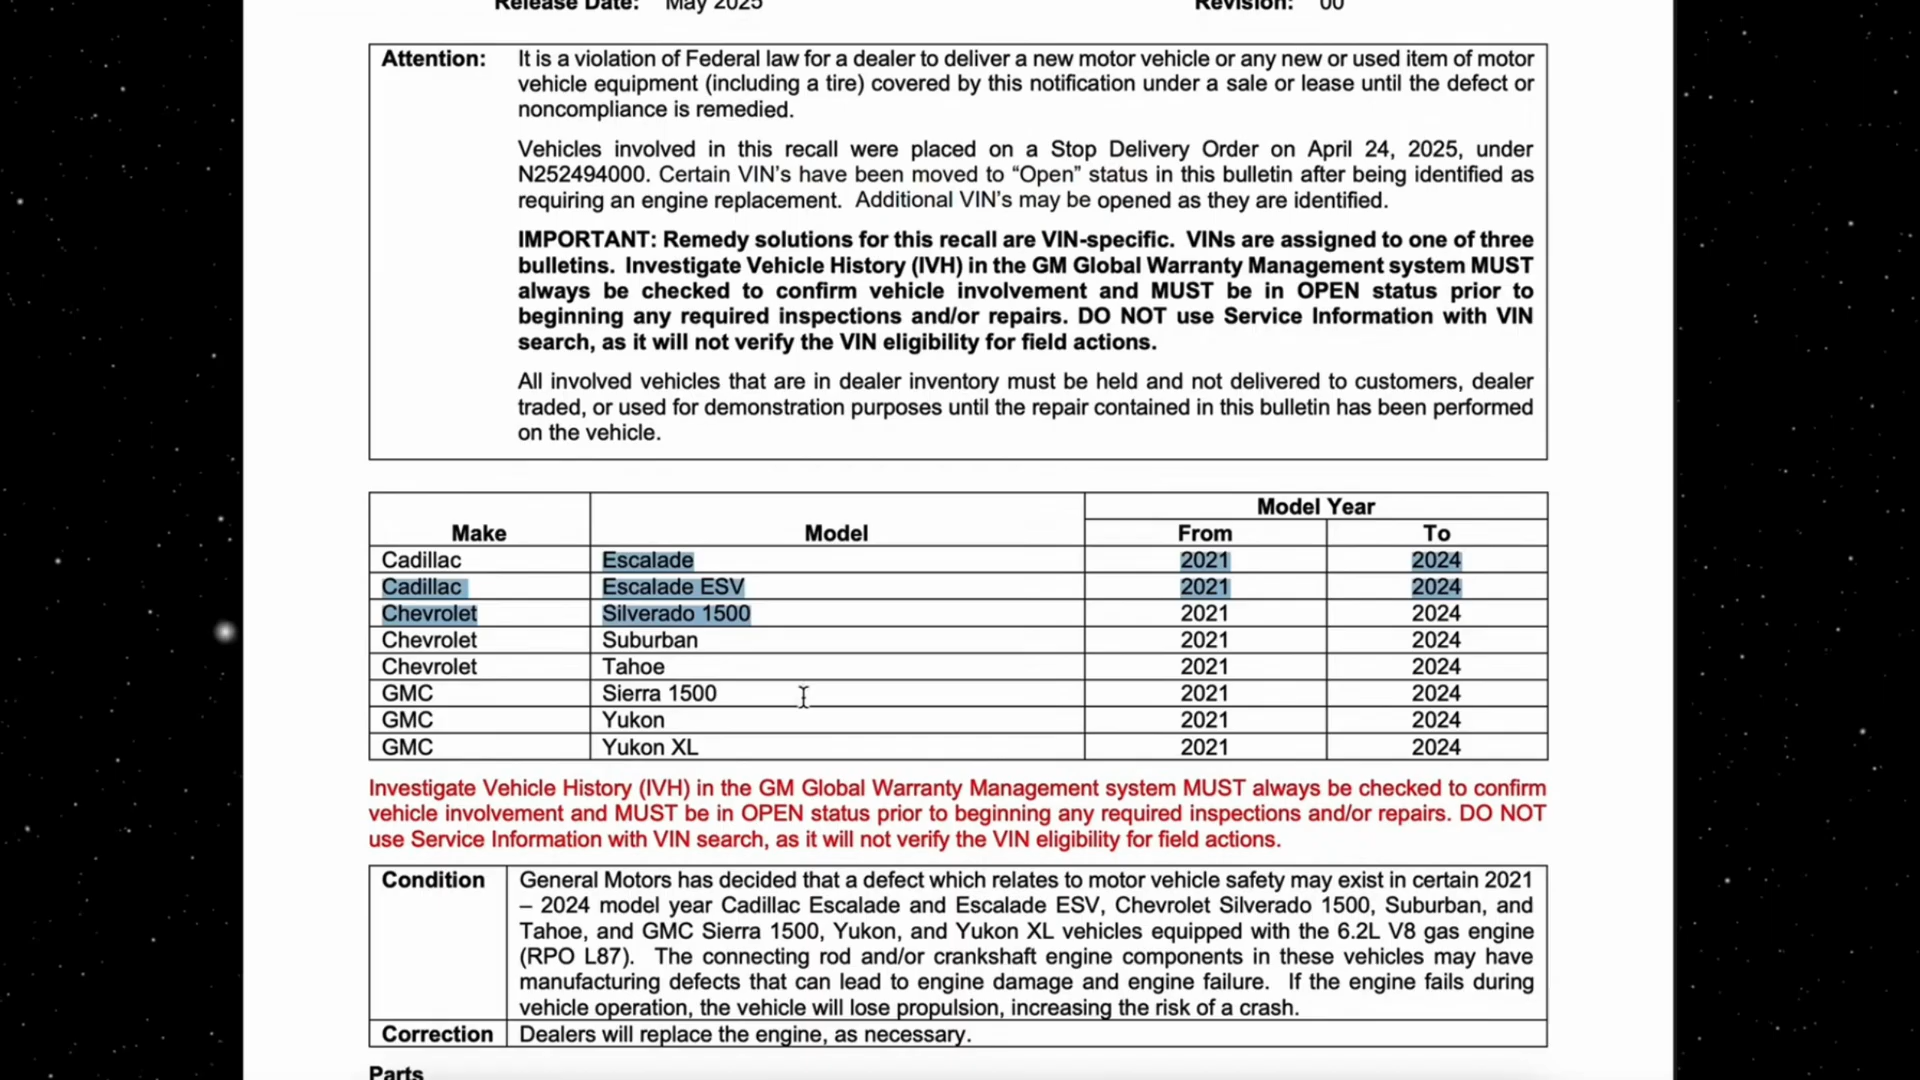 Release Date: May 2025 Revision: 00
Attention: It is a violation of Federal law for a dealer to deliver a new motor vehicle or any new or used item of motor
vehicle equipment (including a tire) covered by this notification under a sale or lease until the defect or
noncompliance is remedied.
Vehicles involved in this recall were placed on a Stop Delivery Order on April 24, 2025, under
N252494000. Certain VIN's have been moved to “Open” status in this bulletin after being identified as
requiring an engine replacement. Additional VIN's may be opened as they are identified.
IMPORTANT: Remedy solutions for this recall are VIN-specific. VINs are assigned to one of three
bulletins. Investigate Vehicle History (IVH) in the GM Global Warranty Management system MUST
always be checked to confirm vehicle involvement and MUST be in OPEN status prior to
beginning any required inspections and/or repairs. DO NOT use Service Information with VIN
search, as it will not verify the VIN eligibility for field actions.
All involved vehicles that are in dealer inventory must be held and not delivered to customers, dealer
traded, or used for demonstration purposes until the repair contained in this bulletin has been performed
on the vehicle.
Model Year
Make Model From To
Cadillac Escalade 2021 2024
Cadillac Escalade ESV 2021 2024
Chevrolet Silverado 1500 2021 2024
Chevrolet Suburban 2021 2024
Chevrolet Tahoe 2021 2024
GMC Sierra 1500 2021 2024
GMC Yukon 2021 2024
GMC Yukon XL 2021 2024
Investigate Vehicle History (IVH) in the GM Global Warranty Management system MUST always be checked to confirm
vehicle involvement and MUST be in OPEN status prior to beginning any required inspections and/or repairs. DO NOT
use Service Information with VIN search, as it will not verify the VIN eligibility for field actions.
Condition General Motors has decided that a defect which relates to motor vehicle safety may exist in certain 2021
– 2024 model year Cadillac Escalade and Escalade ESV, Chevrolet Silverado 1500, Suburban, and
Tahoe, and GMC Sierra 1500, Yukon, and Yukon XL vehicles equipped with the 6.2L V8 gas engine
(RPO L87). The connecting rod and/or crankshaft engine components in these vehicles may have
manufacturing defects that can lead to engine damage and engine failure. If the engine fails during
vehicle operation, the vehicle will lose propulsion, increasing the risk of a crash.
Correction Dealers will replace the engine, as necessary.
Parts